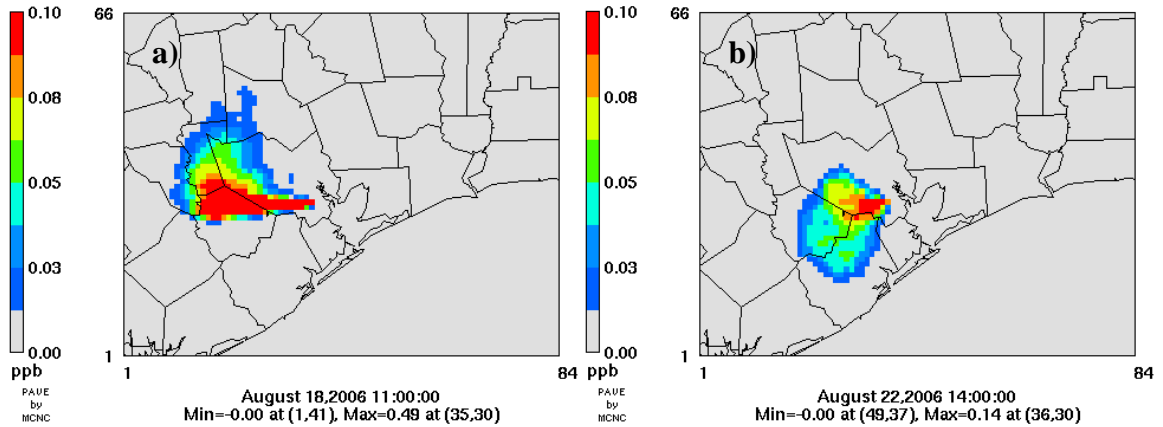 0.10
0.08
0.05
0.03
0.00
ppb
PAVE
by
MCNC
66
a)
1
1
84
August 18,2006 11:00:00
Min=-0.00 at (1,41), Max=0.49 at (35,30)
0.10
0.08
0.05
0.03
0.00
ppb
PAVE
by
MCNC
66
b)
1
1
84
August 22,2006 14:00:00
Min=-0.00 at (49,37), Max=0.14 at (36,30)